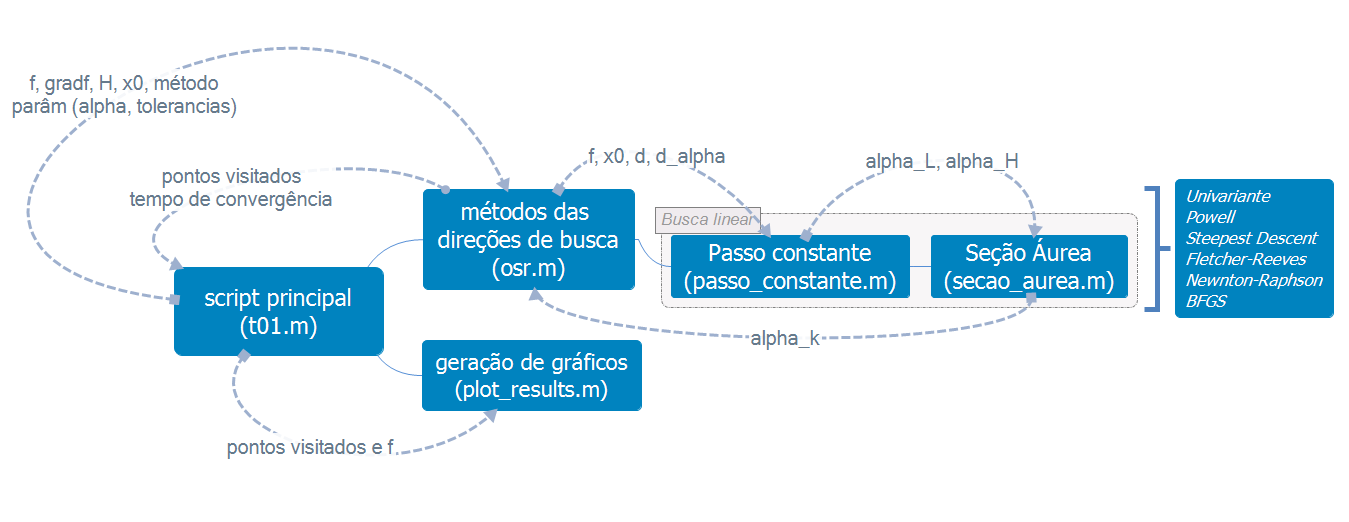 f, gradf, H, x0, método
parâm (alpha, tolerancias)
pontos visitados
tempo de convergência
f, x0, d, d_alpha
alpha_L, alpha_H
métodos das
direções de busca
(osr.m)
Busca linear
Passo constante
(passo_constante.m)
Seção Áurea
(secao_aurea.m)
Univariante
Powell
Steepest Descent
Fletcher-Reeves
Newnton-Raphson
BFGS
script principal
(t01.m)
alpha_k
geração de gráficos
(plot_results.m)
pontos visitados e f